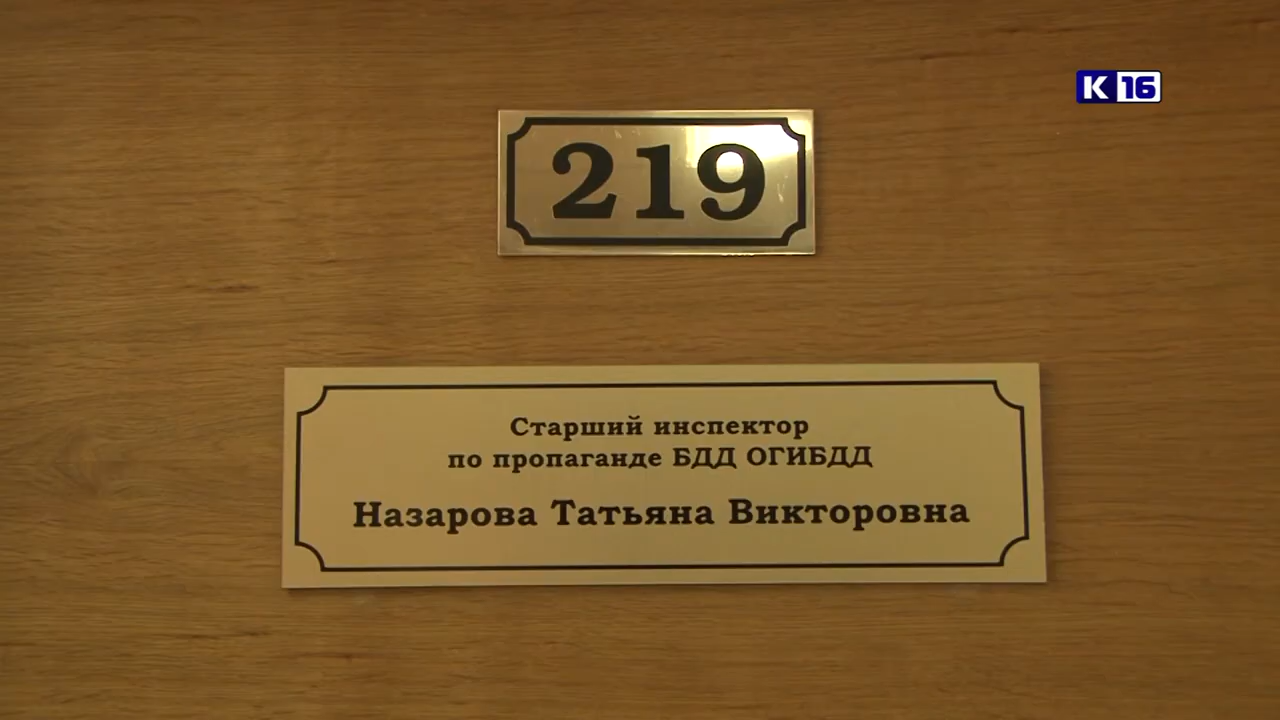 К 16
219
Старший инспектор
по пропаганде БДД ОГИБДД
Назарова Татьяна Викторовна